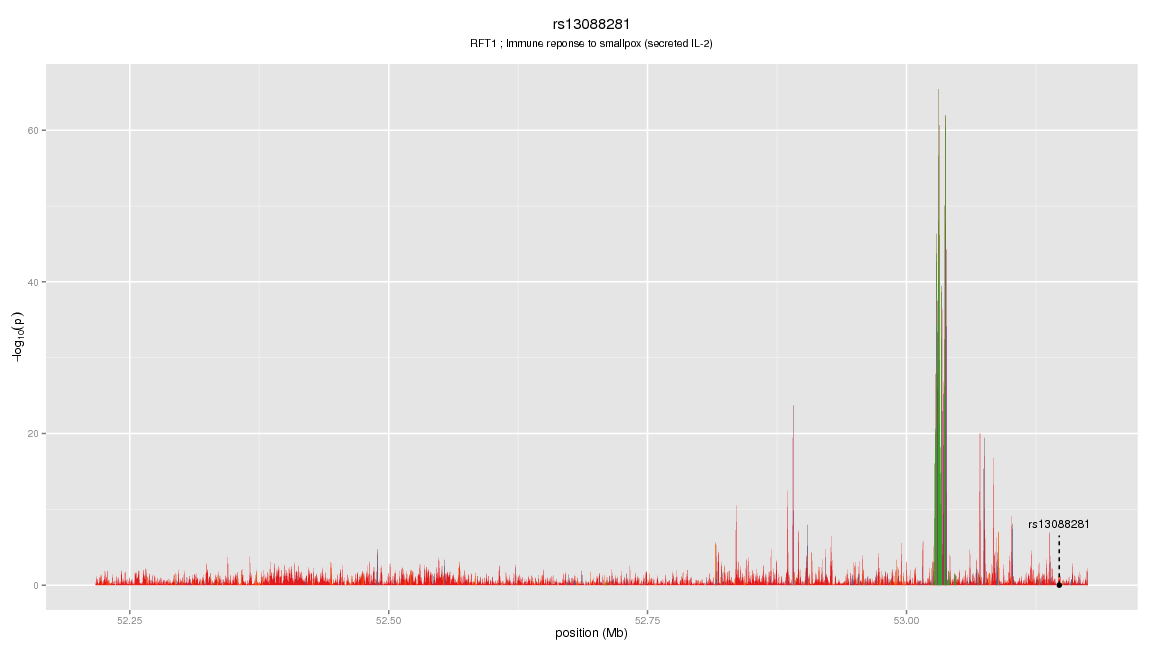 rs13088281
RFT1 ; Immune reponse to smallpox (secreted IL-2)
60
40
20
0
−log10(p)
rs13088281
52.25 52.50 52.75 53.00
position (Mb)